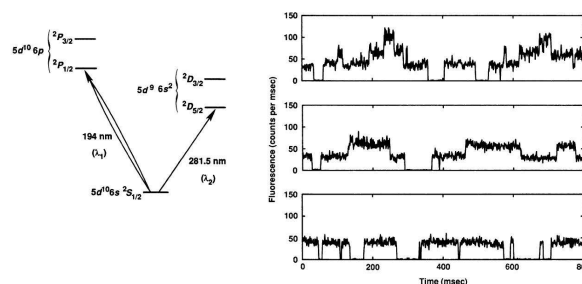 5d¹⁰ 6p
²P₃/₂
²P₁/₂
5d⁹ 6s²
²D₃/₂
²D₅/₂
194 nm
(λ₁)
281.5 nm
(λ₂)
5d¹⁰6s ²S₁/₂
Fluorescence (counts per msec)
150
100
50
0
150
100
50
0
150
100
50
0
0 200 400 600 800
Time (msec)